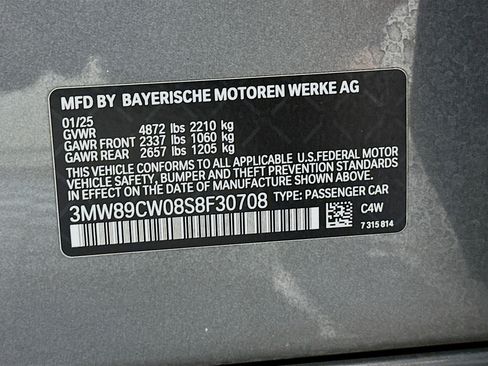 MFD BY BAYERISCHE MOTOREN WERKE AG
01/25
GVWR 4872 lbs 2210 kg
GAWR FRONT 2337 lbs 1060 kg
GAWR REAR 2657 lbs 1205 kg
THIS VEHICLE CONFORMS TO ALL APPLICABLE U.S. FEDERAL MOTOR
VEHICLE SAFETY, BUMPER AND THEFT PREVENTION STANDARDS
IN EFFECT ON THE DATE OF MANUFACTURE SHOWN ABOVE.
3MW89CW08S8F30708 TYPE: PASSENGER CAR
C4W
7 315 814